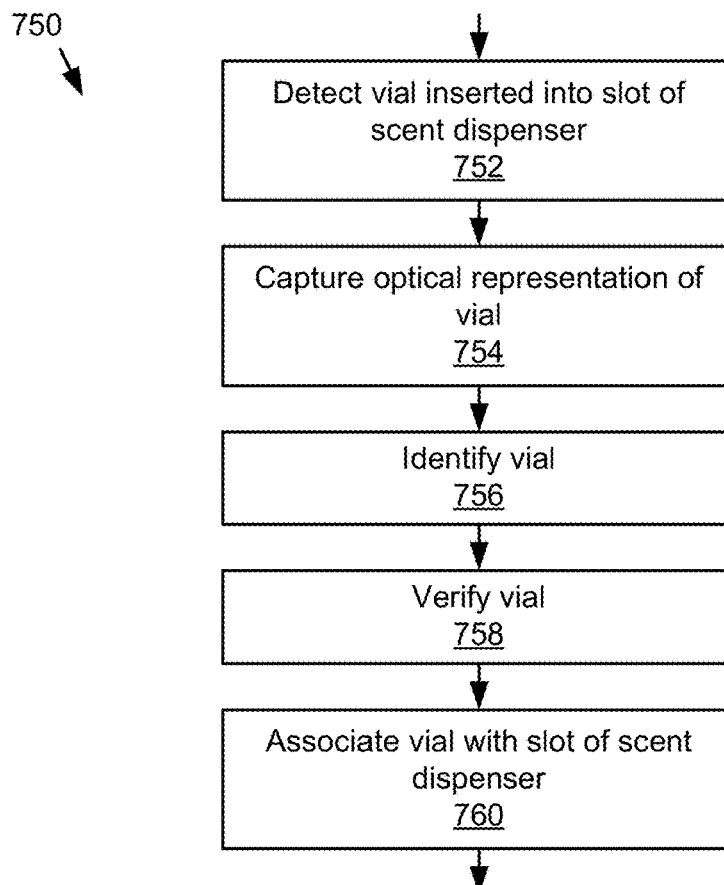 750
Detect vial inserted into slot of
scent dispenser
752
Capture optical representation of
vial
754
Identify vial
756
Verify vial
758
Associate vial with slot of scent
dispenser
760